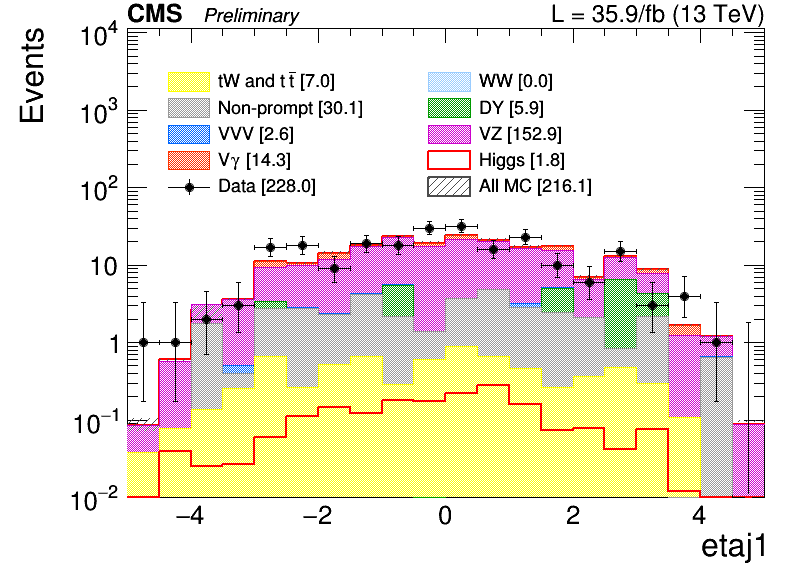 CMS Preliminary L = 35.9/fb (13 TeV)
Events
10⁴
10³
10²
10
1
10⁻¹
10⁻²
tW and tt̅ [7.0] WW [0.0]
Non-prompt [30.1] DY [5.9]
VVV [2.6] VZ [152.9]
Vγ [14.3] Higgs [1.8]
Data [228.0] All MC [216.1]
−4 −2 0 2 4
etaj1